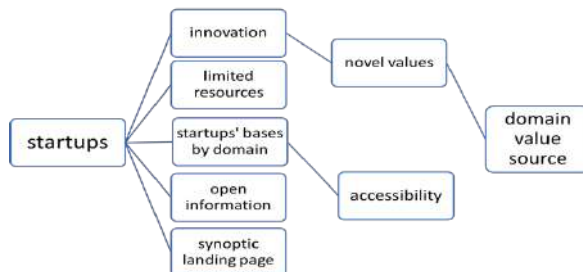 startups
innovation
limited
resources
startups' bases
by domain
open
information
synoptic
landing page
novel values
accessibility
domain
value
source